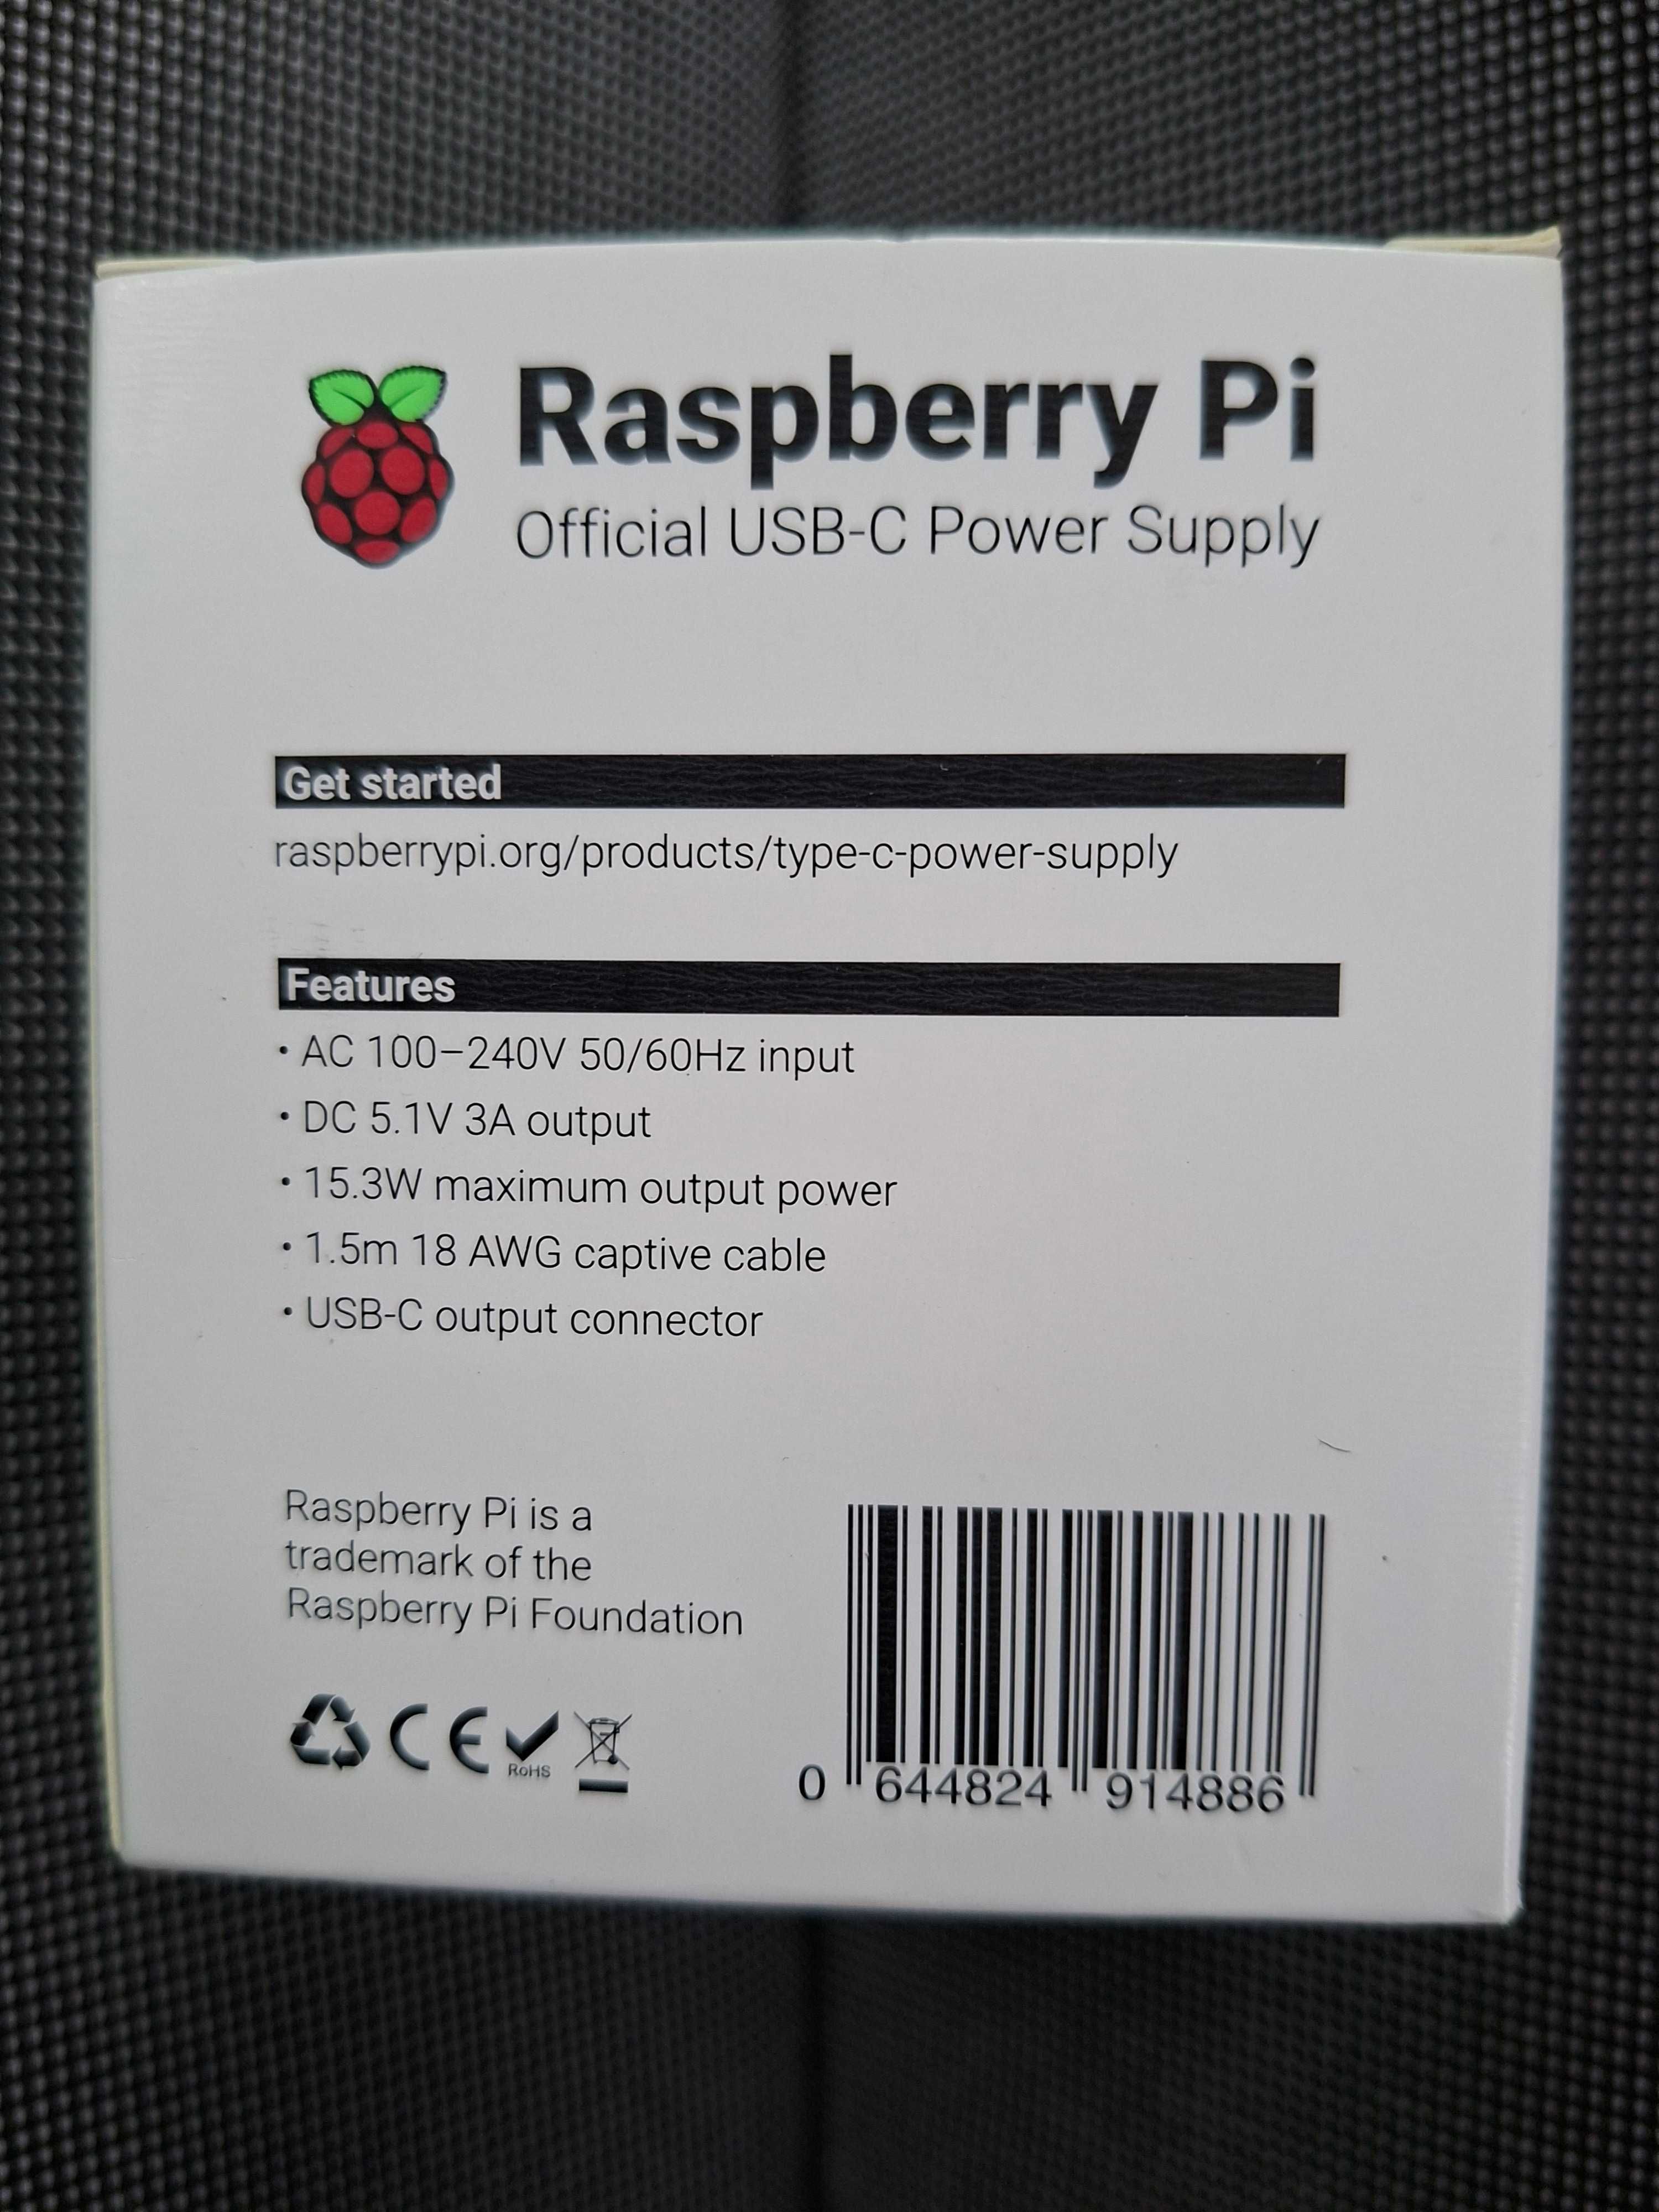 Raspberry Pi
Official USB-C Power Supply
Get started
raspberrypi.org/products/type-c-power-supply
Features
• AC 100–240V 50/60Hz input
• DC 5.1V 3A output
• 15.3W maximum output power
• 1.5m 18 AWG captive cable
• USB-C output connector
Raspberry Pi is a
trademark of the
Raspberry Pi Foundation
CE RoHS
0 644824 914886